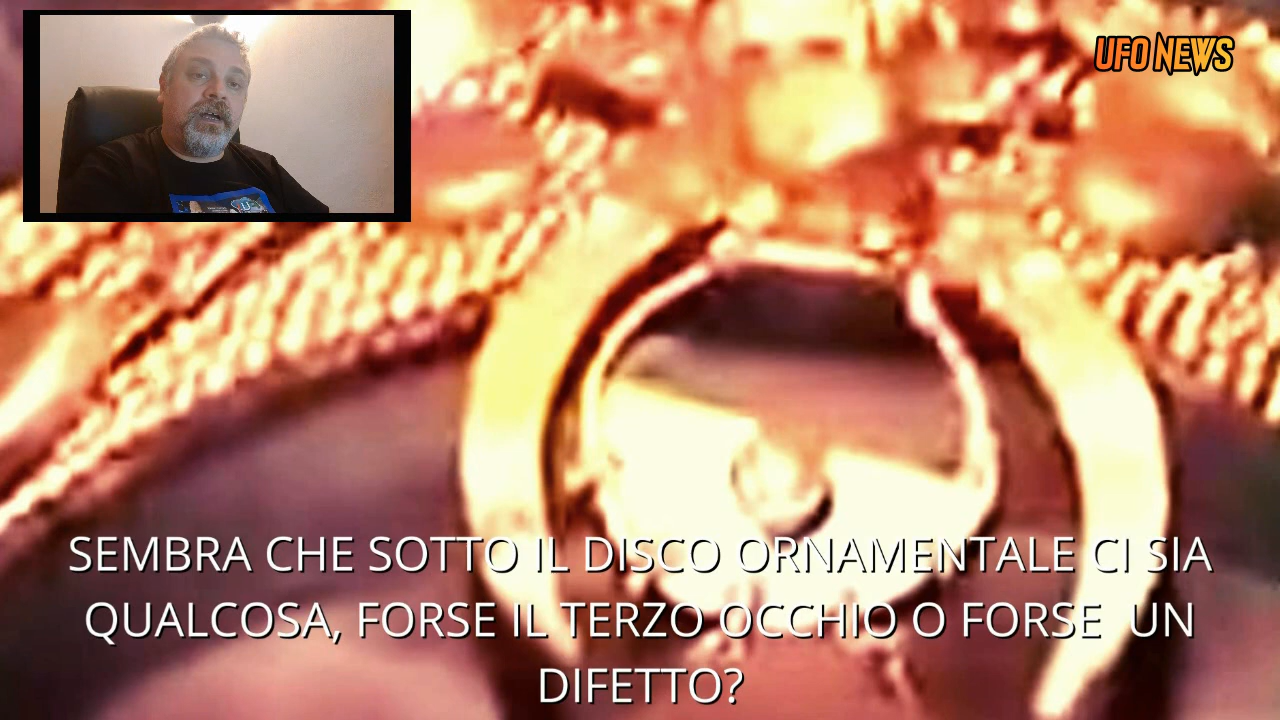 UFO NEWS
SEMBRA CHE SOTTO IL DISCO ORNAMENTALE CI SIA
QUALCOSA, FORSE IL TERZO OCCHIO O FORSE UN
DIFETTO?